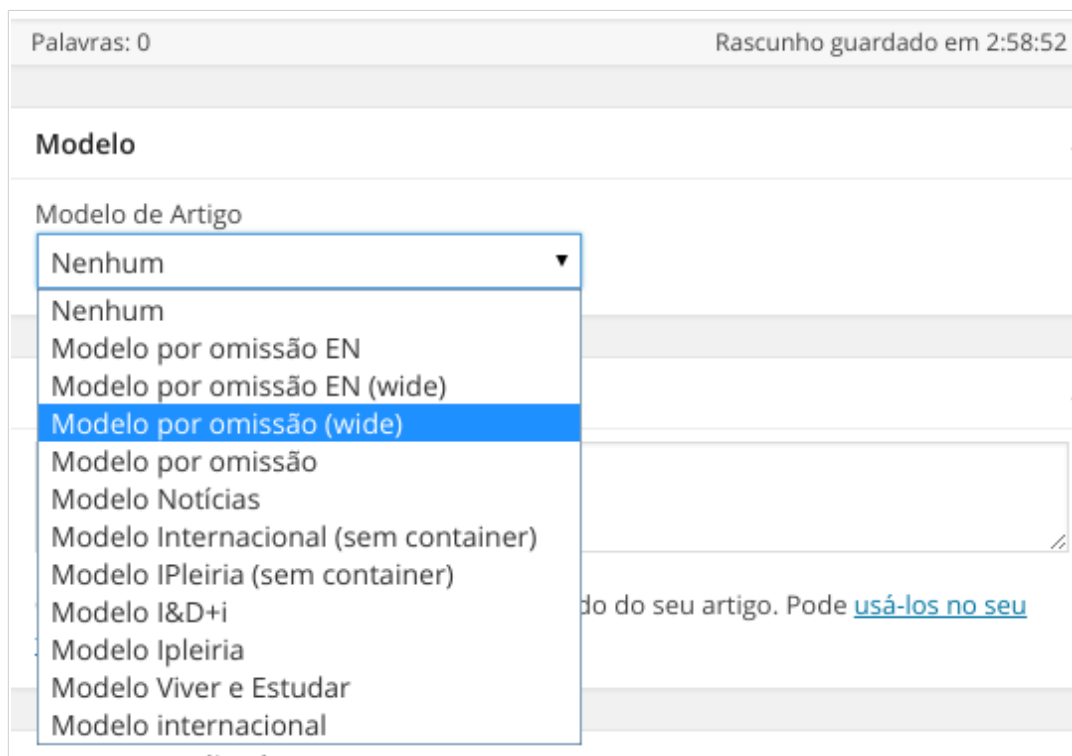 Palavras: 0 Rascunho guardado em 2:58:52
Modelo
Modelo de Artigo
Nenhum
Nenhum
Modelo por omissão EN
Modelo por omissão EN (wide)
Modelo por omissão (wide)
Modelo por omissão
Modelo Notícias
Modelo Internacional (sem container)
Modelo IPleiria (sem container)
Modelo I&D+i
do do seu artigo. Pode usá-los no seu
Modelo Ipleiria
Modelo Viver e Estudar
Modelo internacional